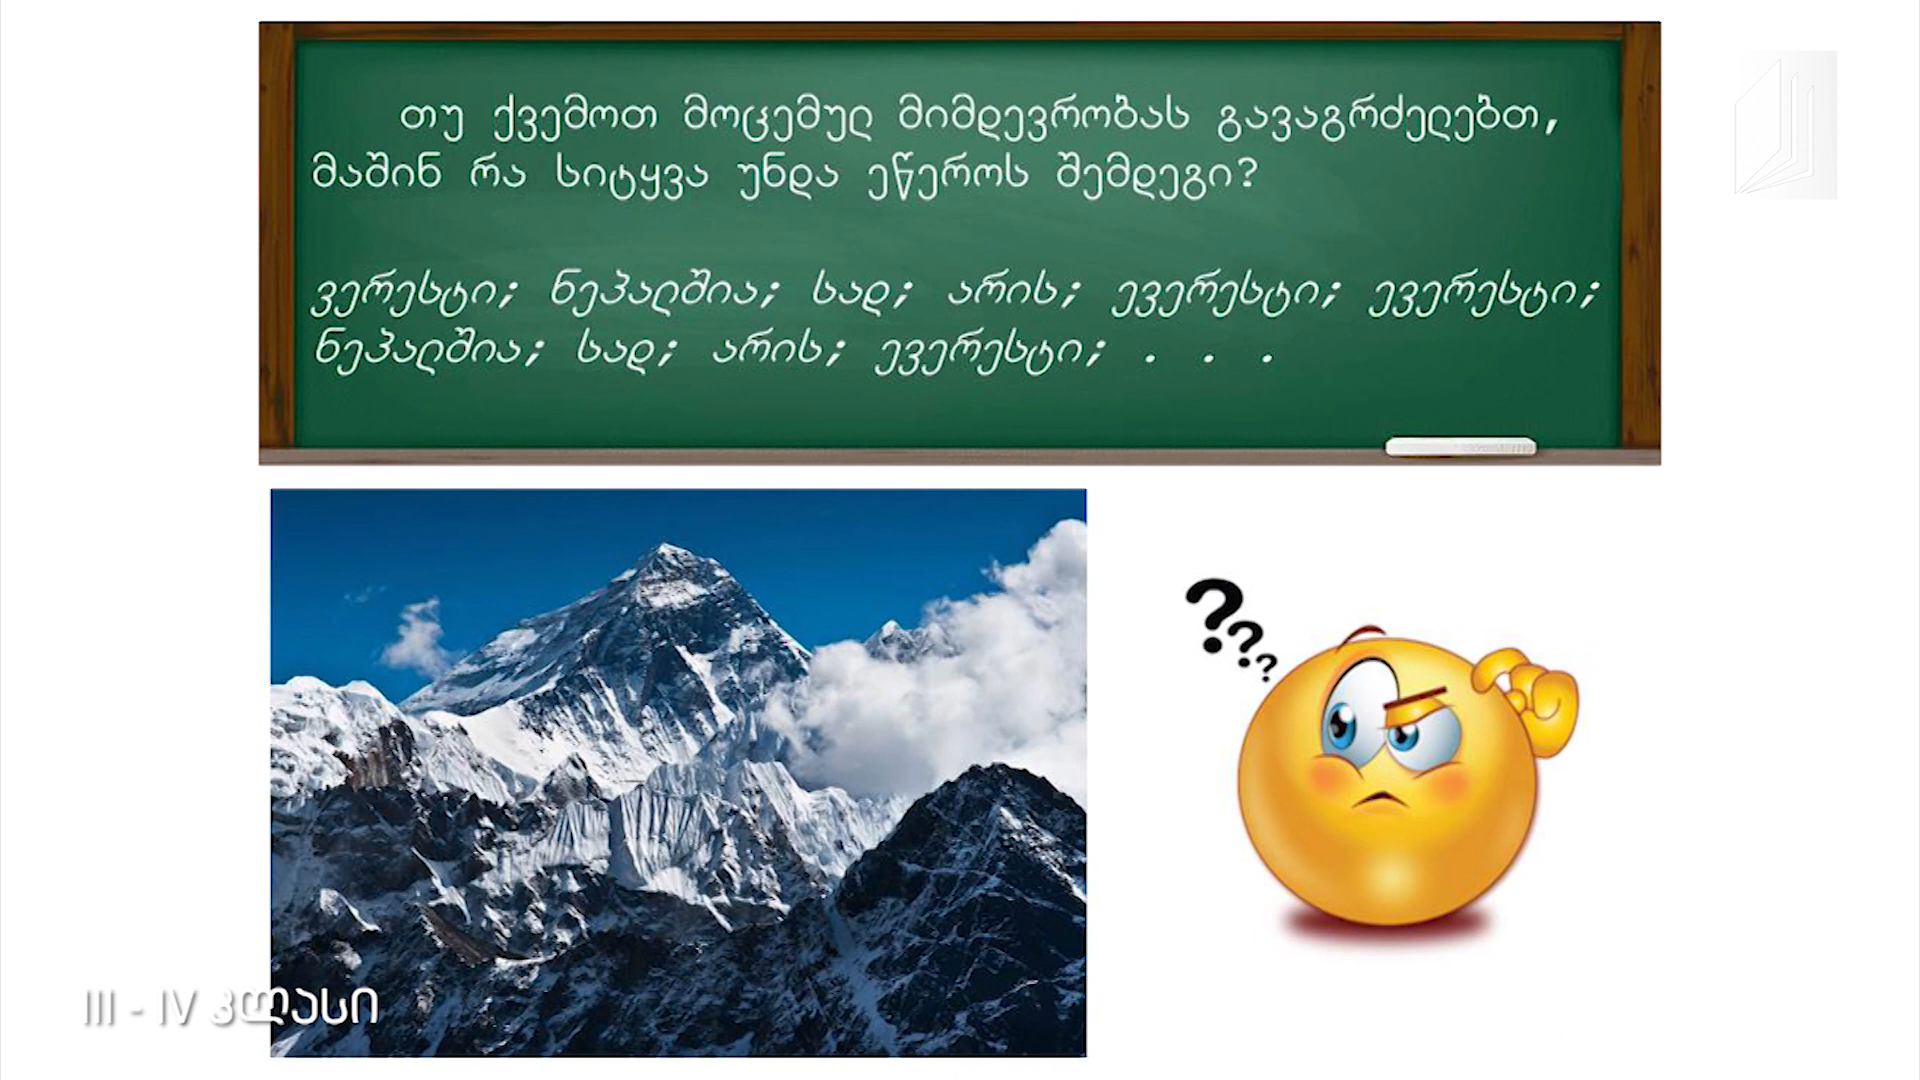 თუ ქვემოთ მოცემულ მიმდევრობას გავაგრძელებთ,
მაშინ რა სიტყვა უნდა ეწეროს შემდეგი?
ვერესტი; ნეპალშია; სად; არის; ევერესტი; ევერესტი;
ნეპალშია; სად; არის; ევერესტი; . . .
III - IV კლასი